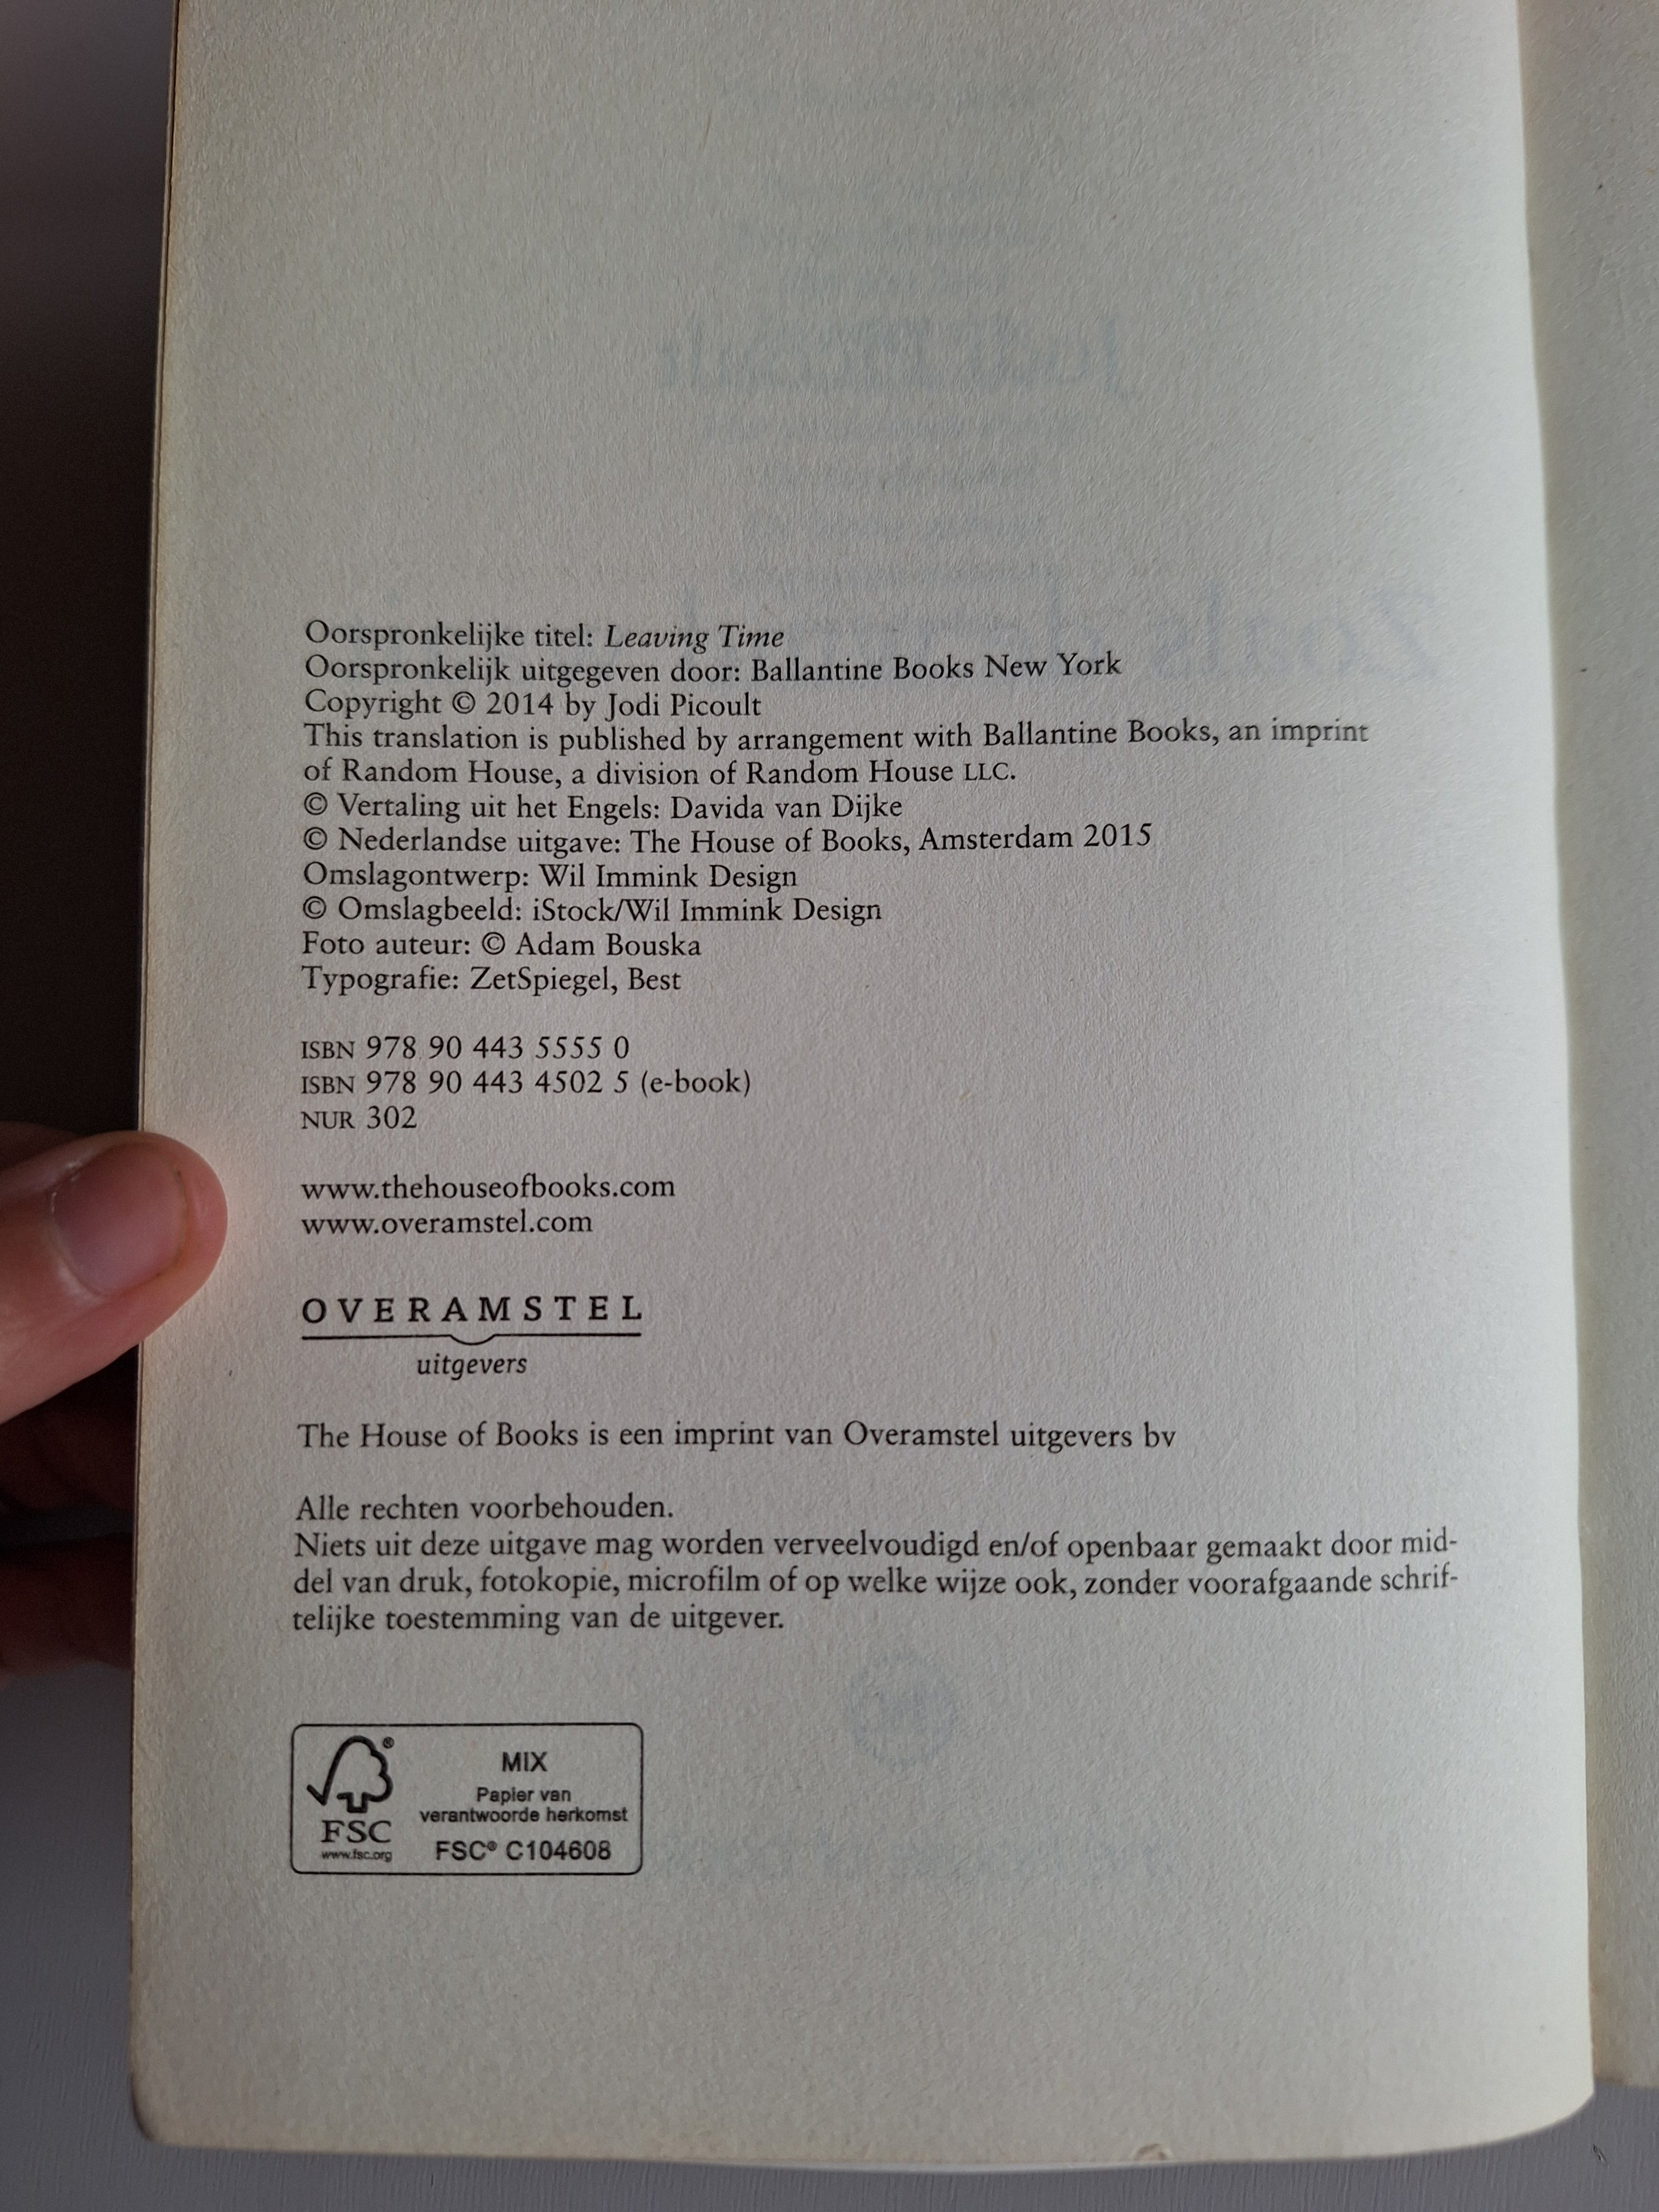 Oorspronkelijke titel: Leaving Time
Oorspronkelijk uitgegeven door: Ballantine Books New York
Copyright © 2014 by Jodi Picoult
This translation is published by arrangement with Ballantine Books, an imprint
of Random House, a division of Random House LLC.
© Vertaling uit het Engels: Davida van Dijke
© Nederlandse uitgave: The House of Books, Amsterdam 2015
Omslagontwerp: Wil Immink Design
© Omslagbeeld: iStock/Wil Immink Design
Foto auteur: © Adam Bouska
Typografie: ZetSpiegel, Best
ISBN 978 90 443 5555 0
ISBN 978 90 443 4502 5 (e-book)
NUR 302
www.thehouseofbooks.com
www.overamstel.com
OVERAMSTEL
uitgevers
The House of Books is een imprint van Overamstel uitgevers bv
Alle rechten voorbehouden.
Niets uit deze uitgave mag worden verveelvoudigd en/of openbaar gemaakt door mid-
del van druk, fotokopie, microfilm of op welke wijze ook, zonder voorafgaande schrif-
telijke toestemming van de uitgever.
®
FSC
www.fsc.org
MIX
Papier van
verantwoorde herkomst
FSC® C104608